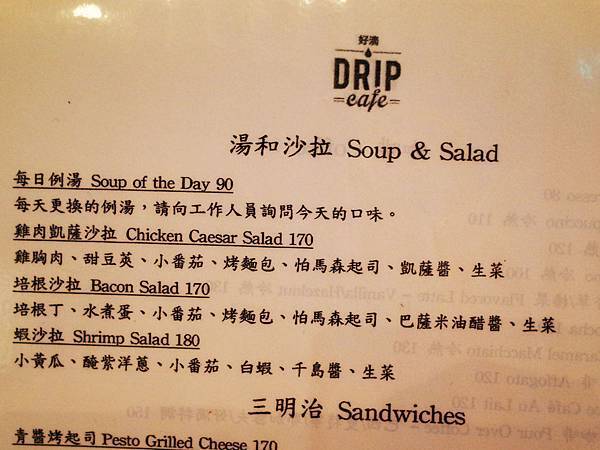 好滴
DRIP
cafe
湯和沙拉 Soup & Salad
每日例湯 Soup of the Day 90
每天更換的例湯，請向工作人員詢問今天的口味。
雞肉凱薩沙拉 Chicken Caesar Salad 170
雞胸肉、甜豆莢、小番茄、烤麵包、怕馬森起司、凱薩醬、生菜
培根沙拉 Bacon Salad 170
培根丁、水煮蛋、小番茄、烤麵包、怕馬森起司、巴薩米油醋醬、生菜
蝦沙拉 Shrimp Salad 180
小黃瓜、醃紫洋蔥、小番茄、白蝦、千島醬、生菜
三明治 Sandwiches
青醬烤起司 Pesto Grilled Cheese 170